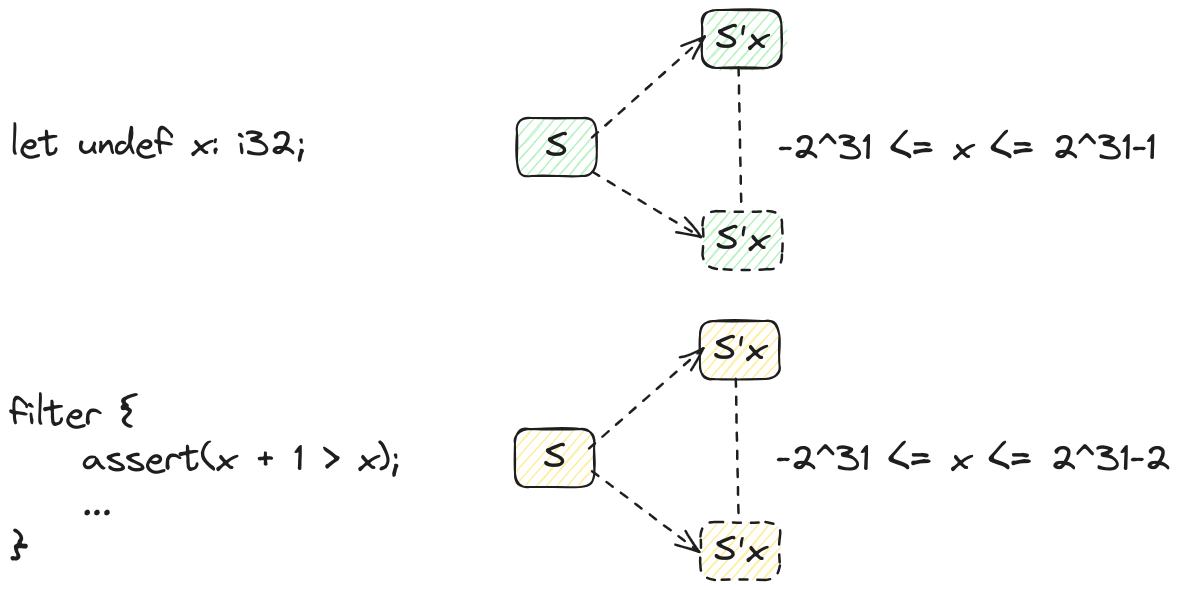 S'x
let undef x: i32;
S
-2^31 <= x <= 2^31-1
S'x
S'x
filter {
assert(x + 1 > x);
S
-2^31 <= x <= 2^31-2
...
}
S'x